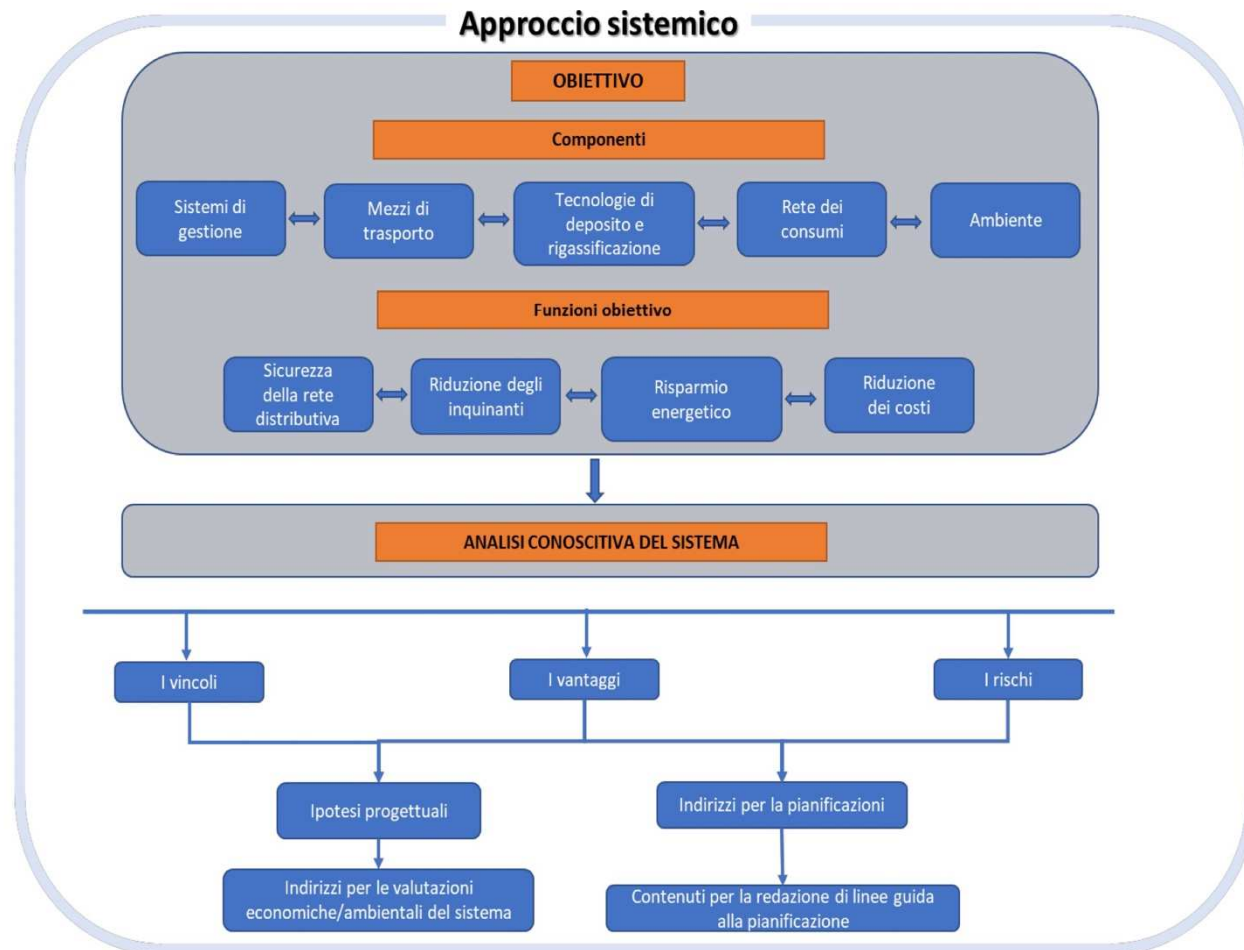 Approccio sistemico
OBIETTIVO
Componenti
Sistemi di
gestione
Mezzi di
trasporto
Tecnologie di
deposito e
rigassificazione
Rete dei
consumi
Ambiente
Funzioni obiettivo
Sicurezza
della rete
distributiva
Riduzione degli
inquinanti
Risparmio
energetico
Riduzione
dei costi
ANALISI CONOSCITIVA DEL SISTEMA
I vincoli
I vantaggi
I rischi
Ipotesi progettuali
Indirizzi per la pianificazioni
Indirizzi per le valutazioni
economiche/ambientali del sistema
Contenuti per la redazione di linee guida
alla pianificazione